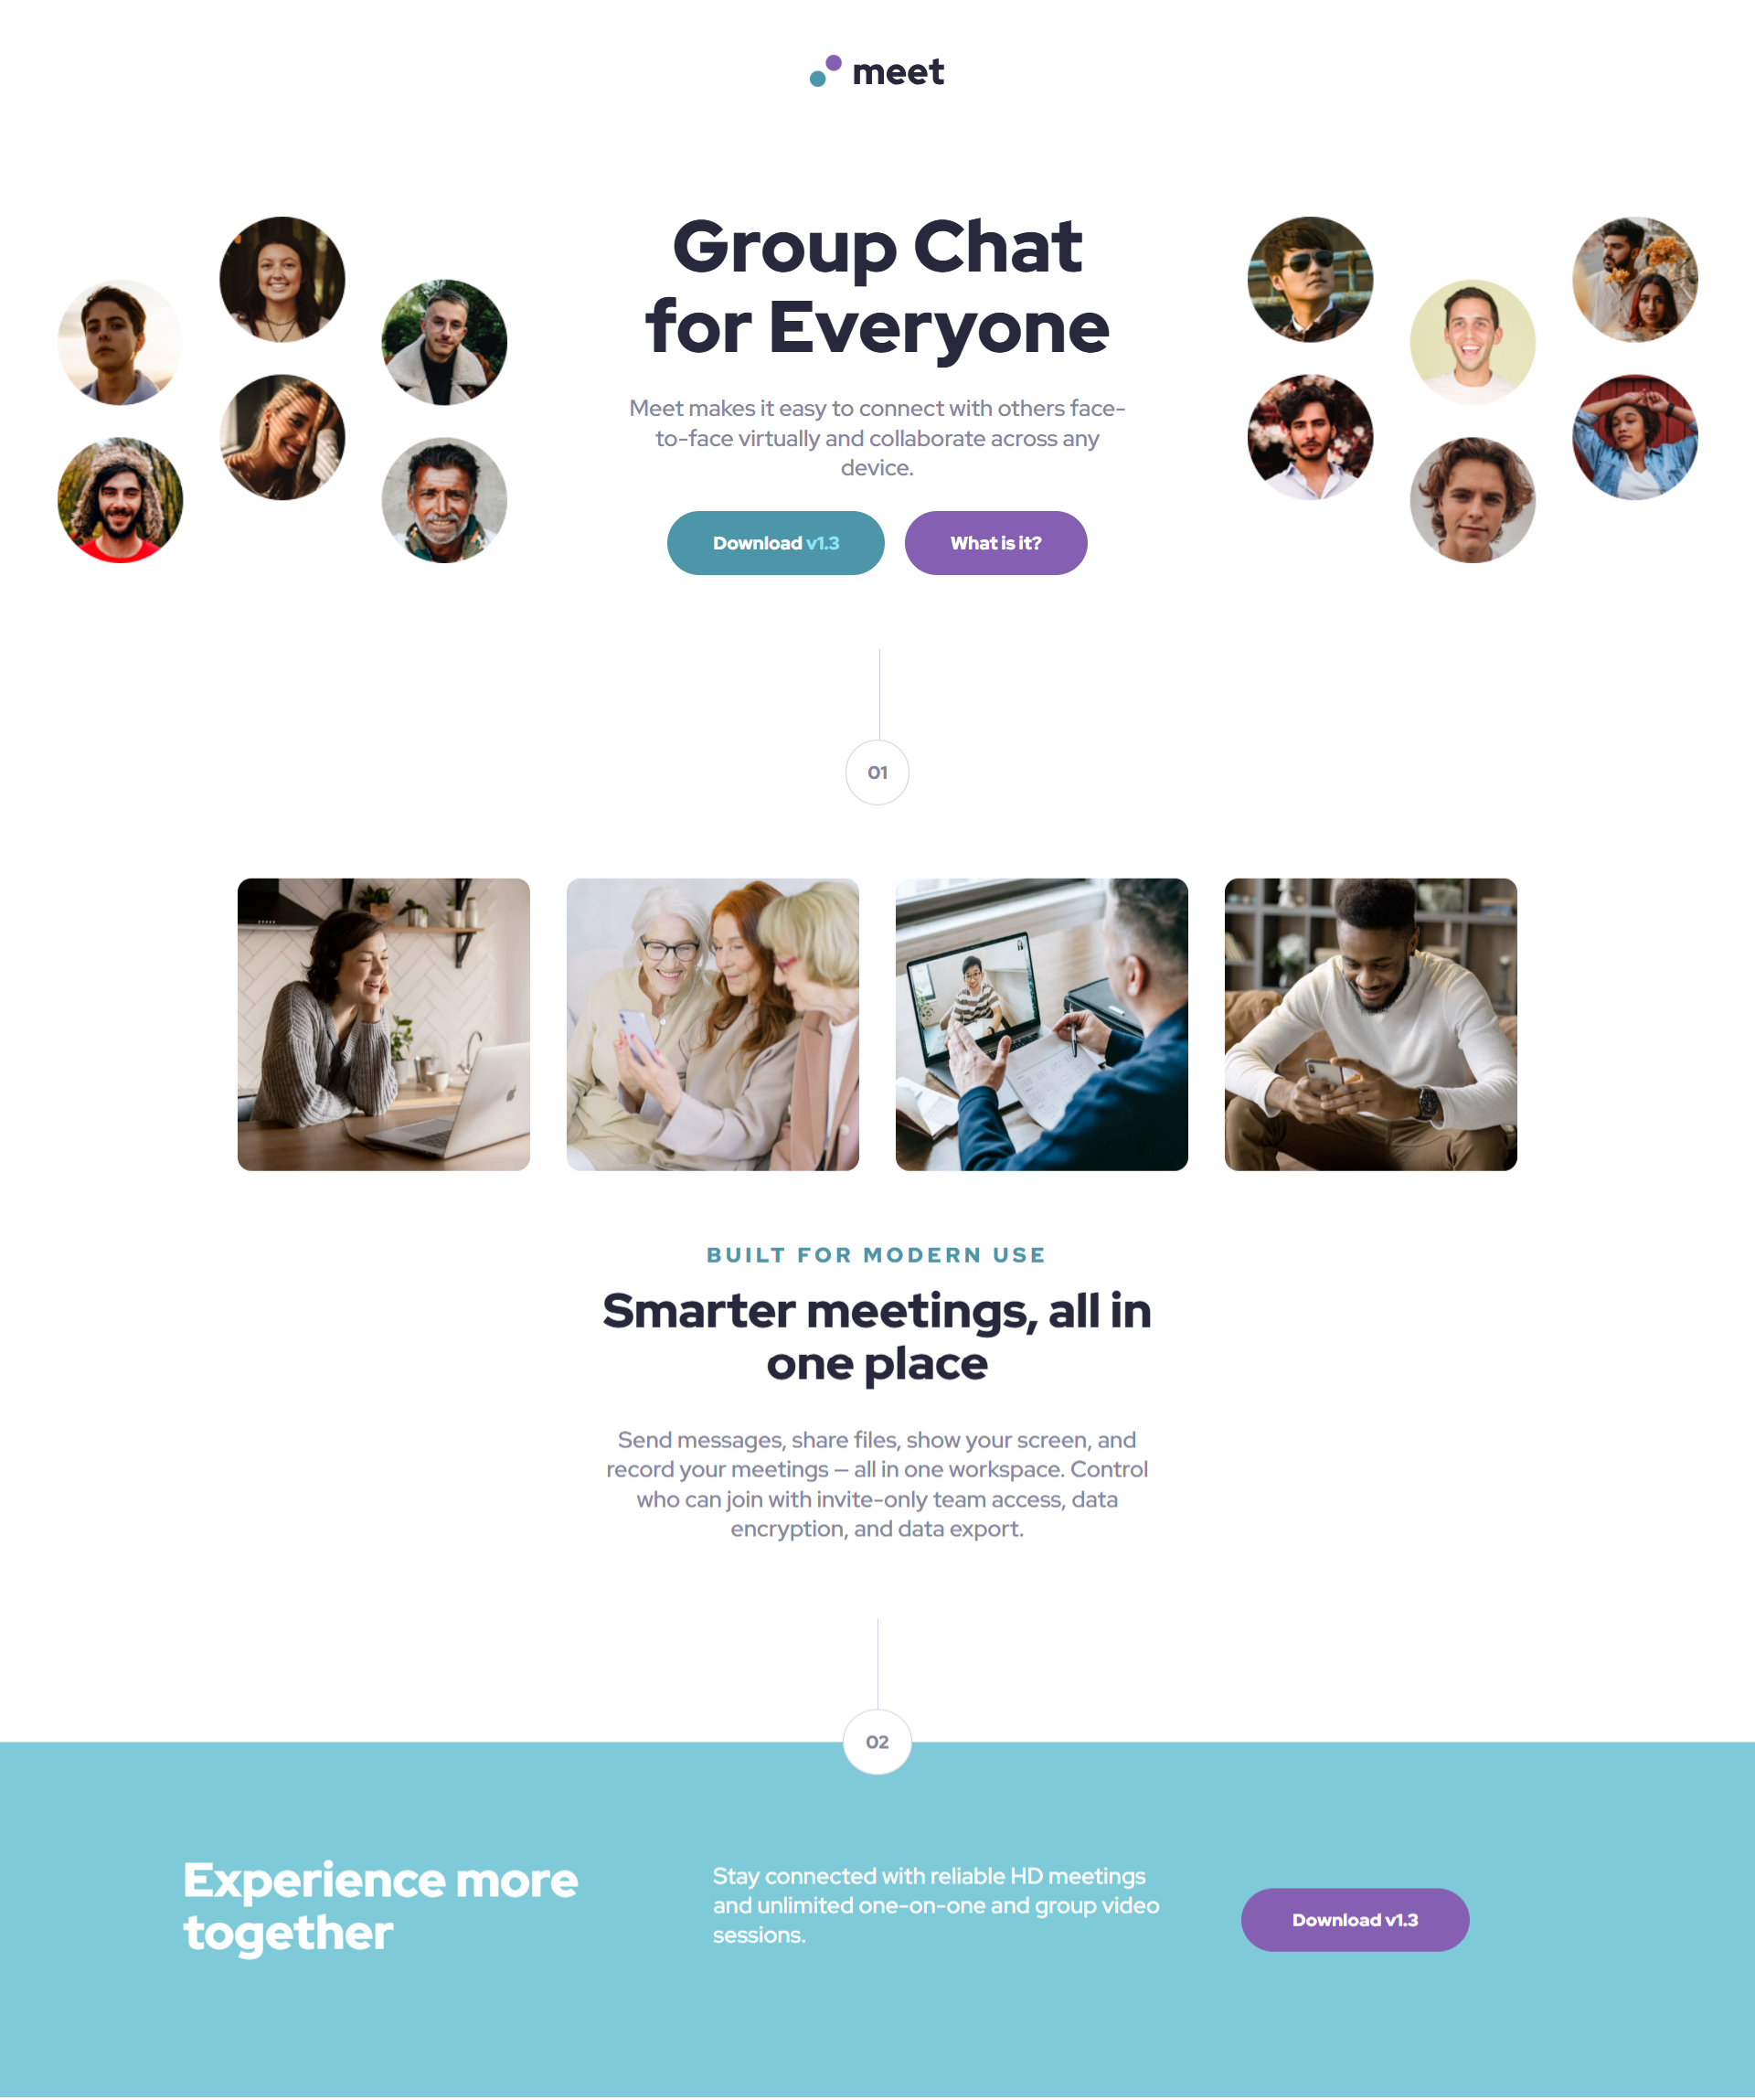 meet
Group Chat
for Everyone
Meet makes it easy to connect with others face-
to-face virtually and collaborate across any
device.
Download v1.3
What is it?
01
BUILT FOR MODERN USE
Smarter meetings, all in
one place
Send messages, share files, show your screen, and
record your meetings — all in one workspace. Control
who can join with invite-only team access, data
encryption, and data export.
02
Experience more
together
Stay connected with reliable HD meetings
and unlimited one-on-one and group video
sessions.
Download v1.3